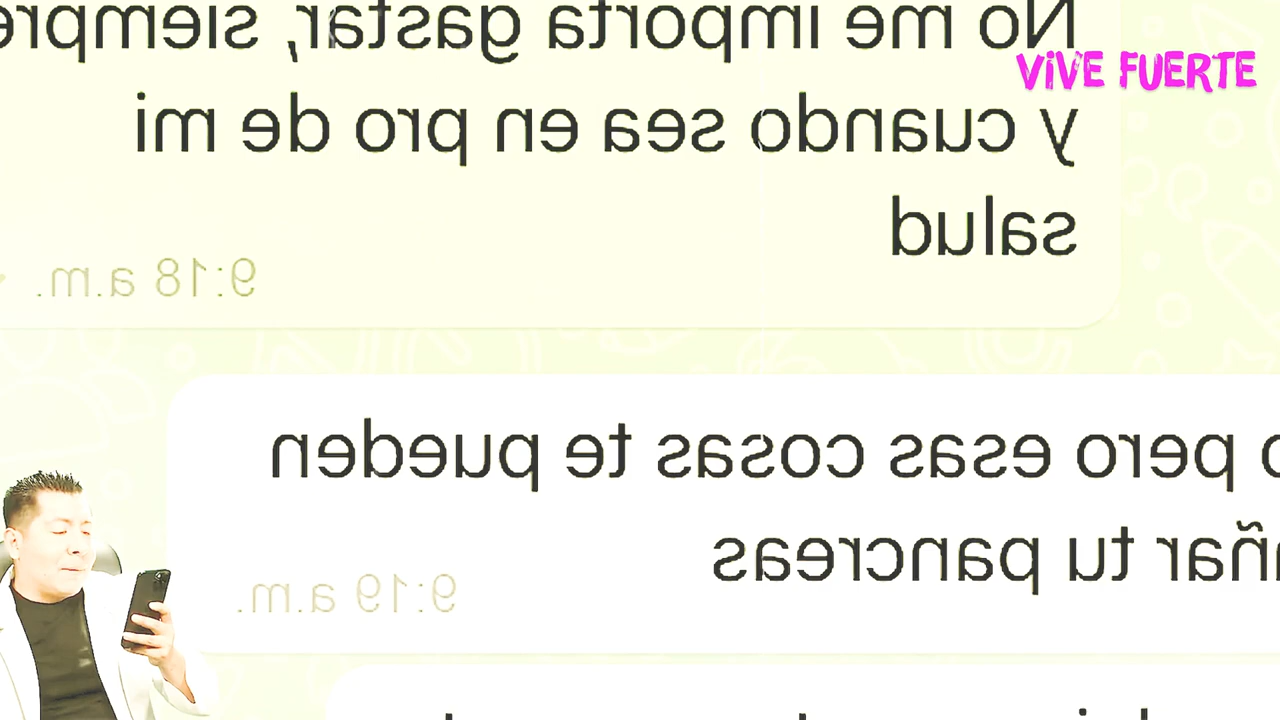 No me importa gastar, siempre
y cuando sea en pro de mi
salud
9:18 a.m.
pero esas cosas te pueden
tu pancreas
9:19 a.m.
VIVE FUERTE